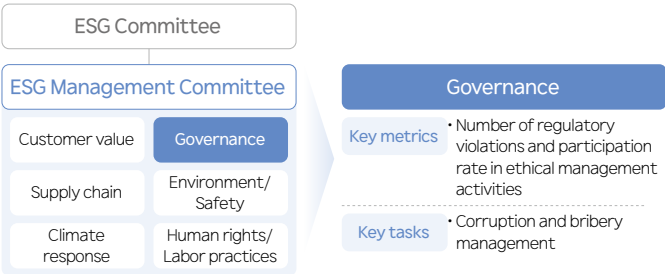 ESG Committee
ESG Management Committee
Customer value
Governance
Supply chain
Environment/
Safety
Climate
response
Human rights/
Labor practices
Governance
Key metrics
• Number of regulatory
violations and participation
rate in ethical management
activities
Key tasks
• Corruption and bribery
management